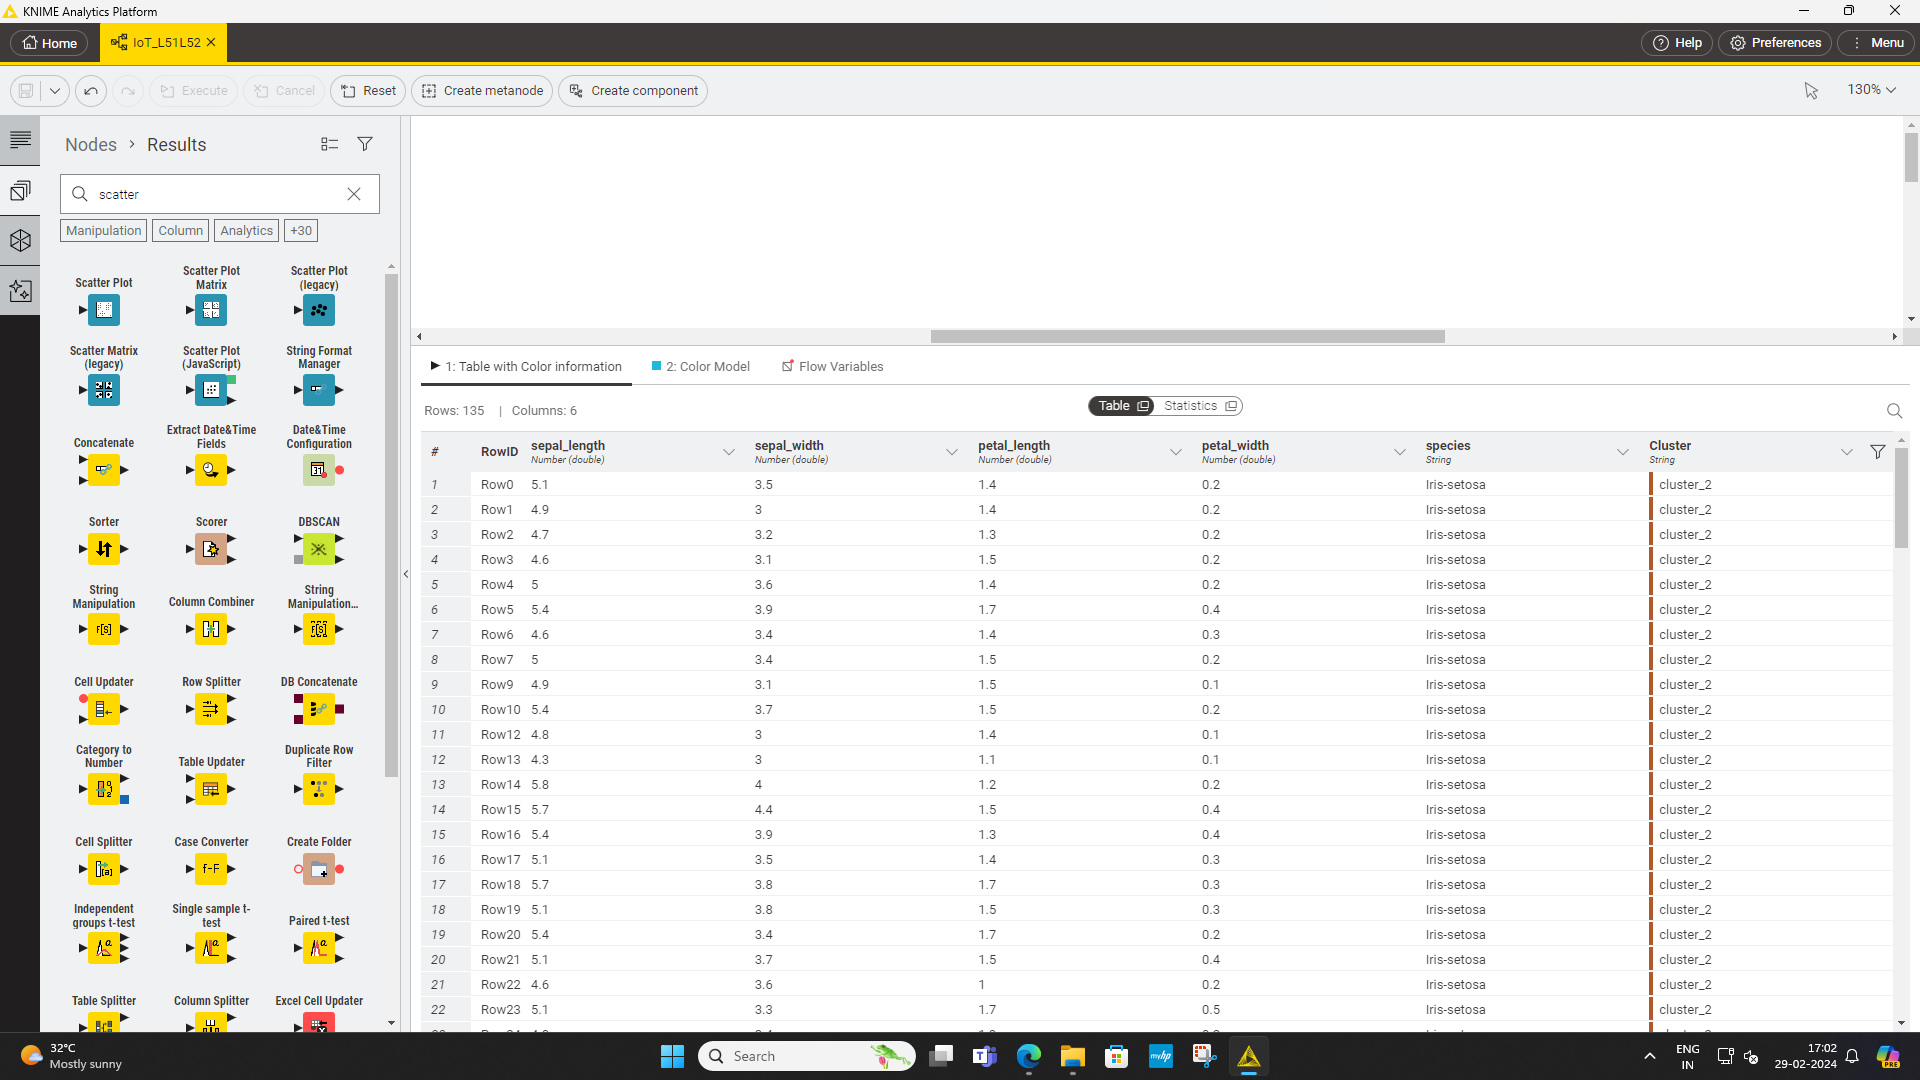 KNIME Analytics Platform
Home
IoT_L51L52
Help
Preferences
Menu
Execute
Cancel
Reset
Create metanode
Create component
130%
Nodes > Results
scatter
Manipulation
Column
Analytics
+30
Scatter Plot
Scatter Plot Matrix
Scatter Plot (legacy)
Scatter Matrix (legacy)
Scatter Plot (JavaScript)
String Format Manager
Concatenate
Extract Date&Time Fields
Date&Time Configuration
Sorter
Scorer
DBSCAN
String Manipulation
Column Combiner
String Manipulation...
Cell Updater
Row Splitter
DB Concatenate
Category to Number
Table Updater
Duplicate Row Filter
Cell Splitter
Case Converter
Create Folder
Independent groups t-test
Single sample t-test
Paired t-test
Table Splitter
Column Splitter
Excel Cell Updater
1: Table with Color information
2: Color Model
Flow Variables
Rows: 135 | Columns: 6
Table
Statistics
# RowID sepal_length sepal_width petal_length petal_width species Cluster
Number (double) Number (double) Number (double) Number (double) String String
1 Row0 5.1 3.5 1.4 0.2 Iris-setosa cluster_2
2 Row1 4.9 3 1.4 0.2 Iris-setosa cluster_2
3 Row2 4.7 3.2 1.3 0.2 Iris-setosa cluster_2
4 Row3 4.6 3.1 1.5 0.2 Iris-setosa cluster_2
5 Row4 5 3.6 1.4 0.2 Iris-setosa cluster_2
6 Row5 5.4 3.9 1.7 0.4 Iris-setosa cluster_2
7 Row6 4.6 3.4 1.4 0.3 Iris-setosa cluster_2
8 Row7 5 3.4 1.5 0.2 Iris-setosa cluster_2
9 Row9 4.9 3.1 1.5 0.1 Iris-setosa cluster_2
10 Row10 5.4 3.7 1.5 0.2 Iris-setosa cluster_2
11 Row12 4.8 3 1.4 0.1 Iris-setosa cluster_2
12 Row13 4.3 3 1.1 0.1 Iris-setosa cluster_2
13 Row14 5.8 4 1.2 0.2 Iris-setosa cluster_2
14 Row15 5.7 4.4 1.5 0.4 Iris-setosa cluster_2
15 Row16 5.4 3.9 1.3 0.4 Iris-setosa cluster_2
16 Row17 5.1 3.5 1.4 0.3 Iris-setosa cluster_2
17 Row18 5.7 3.8 1.7 0.3 Iris-setosa cluster_2
18 Row19 5.1 3.8 1.5 0.3 Iris-setosa cluster_2
19 Row20 5.4 3.4 1.7 0.2 Iris-setosa cluster_2
20 Row21 5.1 3.7 1.5 0.4 Iris-setosa cluster_2
21 Row22 4.6 3.6 1 0.2 Iris-setosa cluster_2
22 Row23 5.1 3.3 1.7 0.5 Iris-setosa cluster_2
32°C
Mostly sunny
Search
ENG
IN
17:02
29-02-2024